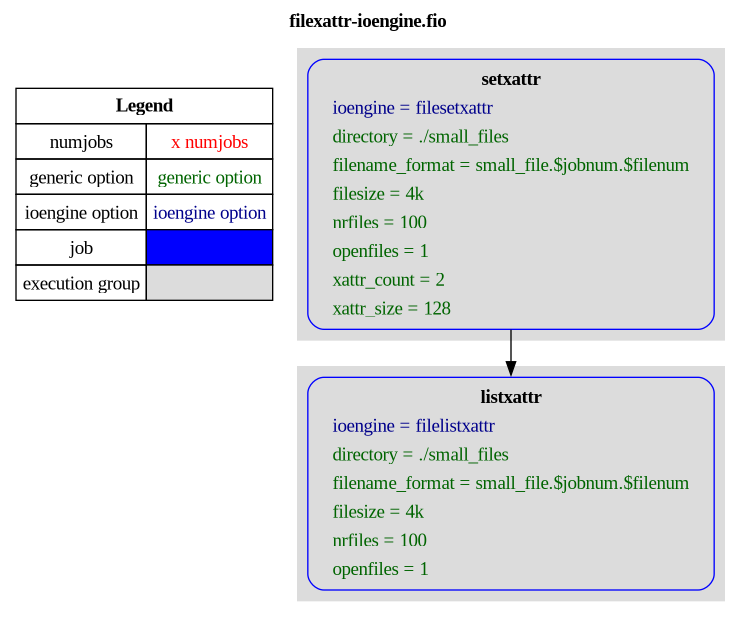 filexattr-ioengine.fio
Legend
numjobs x numjobs
generic option generic option
ioengine option ioengine option
job
execution group
setxattr
ioengine = filesetxattr
directory = ./small_files
filename_format = small_file.$jobnum.$filenum
filesize = 4k
nrfiles = 100
openfiles = 1
xattr_count = 2
xattr_size = 128
listxattr
ioengine = filelistxattr
directory = ./small_files
filename_format = small_file.$jobnum.$filenum
filesize = 4k
nrfiles = 100
openfiles = 1